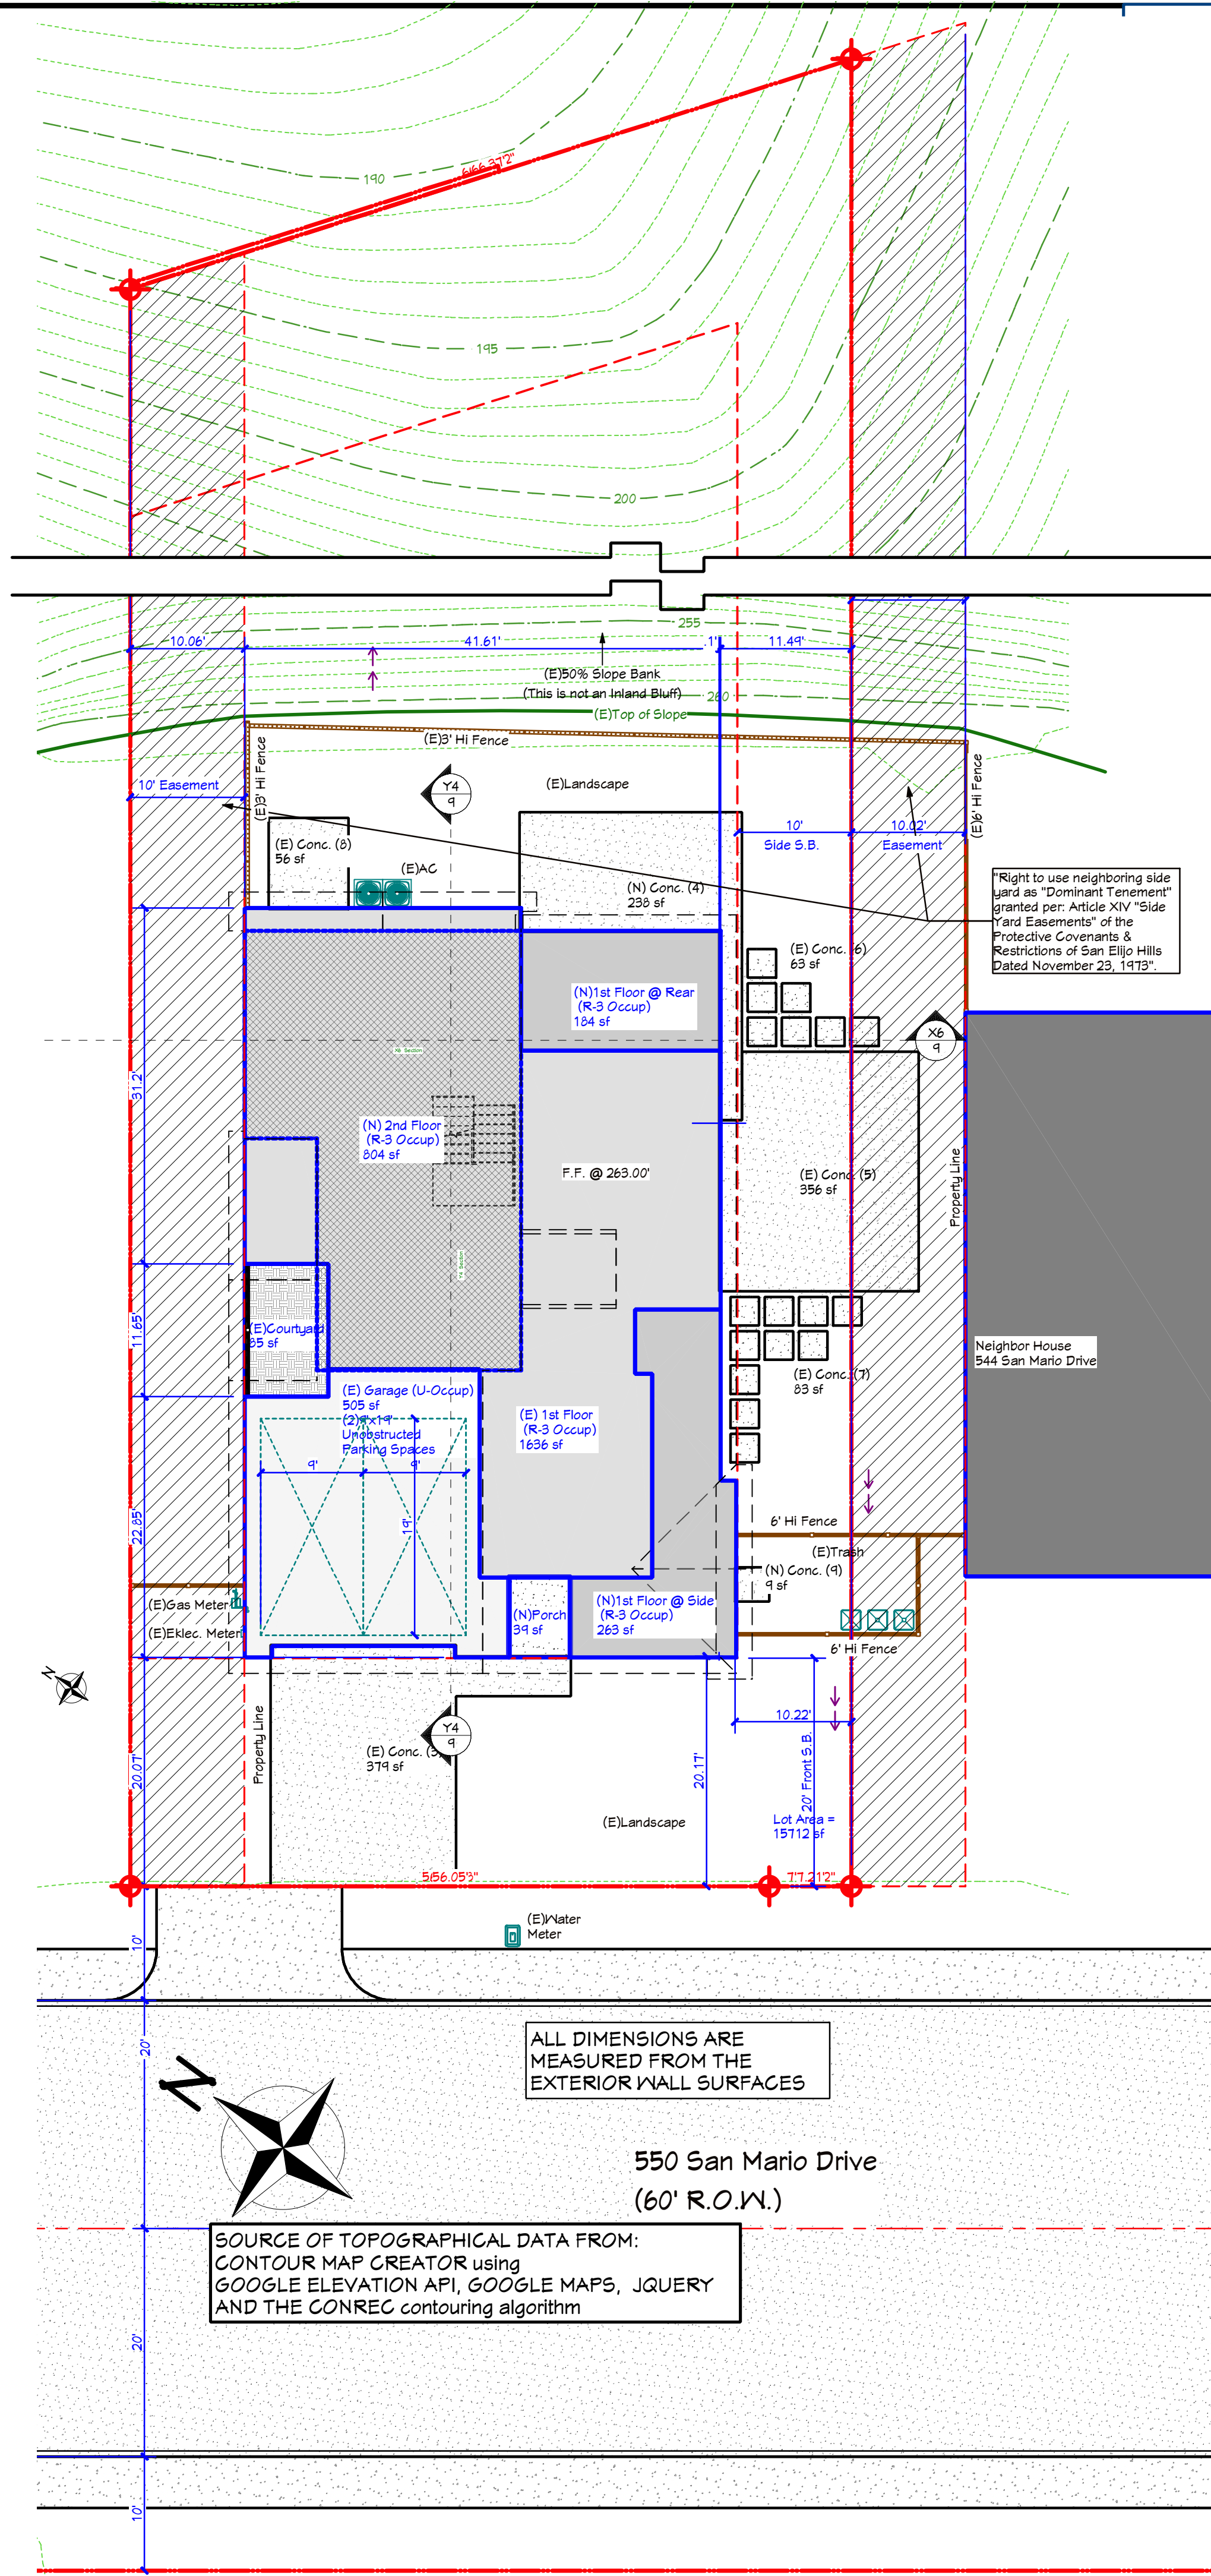 190
195
200
255
10.06'
41.61'
.1'
11.49'
(E)50% Slope Bank
(This is not an Inland Bluff)
260
(E)Top of Slope
(E)3' Hi Fence
(E)3' Hi Fence
(E)6' Hi Fence
10' Easement
Y4
9
(E)Landscape
10'
Side S.B.
10.02'
Easement
(E) Conc. (8)
56 sf
(E)AC
(N) Conc. (4)
238 sf
"Right to use neighboring side
yard as "Dominant Tenement"
granted per: Article XIV "Side
Yard Easements" of the
Protective Covenants &
Restrictions of San Elijo Hills
Dated November 23, 1973".
(E) Conc. (6)
63 sf
(N)1st Floor @ Rear
(R-3 Occup)
184 sf
X6
9
31.2'
(N) 2nd Floor
(R-3 Occup)
804 sf
F.F. @ 263.00'
(E) Conc. (5)
356 sf
Property Line
11.65'
(E)Courtyard
85 sf
Neighbor House
544 San Mario Drive
(E) Conc. (7)
83 sf
(E) Garage (U-Occup)
505 sf
(2)9'x19'
Unobstructed
Parking Spaces
9'
9'
19'
(E) 1st Floor
(R-3 Occup)
1636 sf
22.85'
6' Hi Fence
(E)Trash
(N) Conc. (9)
9 sf
(E)Gas Meter
(E)Eklec. Meter
(N)Porch
39 sf
(N)1st Floor @ Side
(R-3 Occup)
263 sf
6' Hi Fence
N
Property Line
10.22'
Y4
9
(E) Conc. (3)
379 sf
20.07'
20.17'
20' Front S.B.
(E)Landscape
Lot Area =
15712 sf
(E)Water
Meter
10'
20'
ALL DIMENSIONS ARE
MEASURED FROM THE
EXTERIOR WALL SURFACES
N
550 San Mario Drive
(60' R.O.W.)
SOURCE OF TOPOGRAPHICAL DATA FROM:
CONTOUR MAP CREATOR using
GOOGLE ELEVATION API, GOOGLE MAPS, JQUERY
AND THE CONREC contouring algorithm
20'
10'